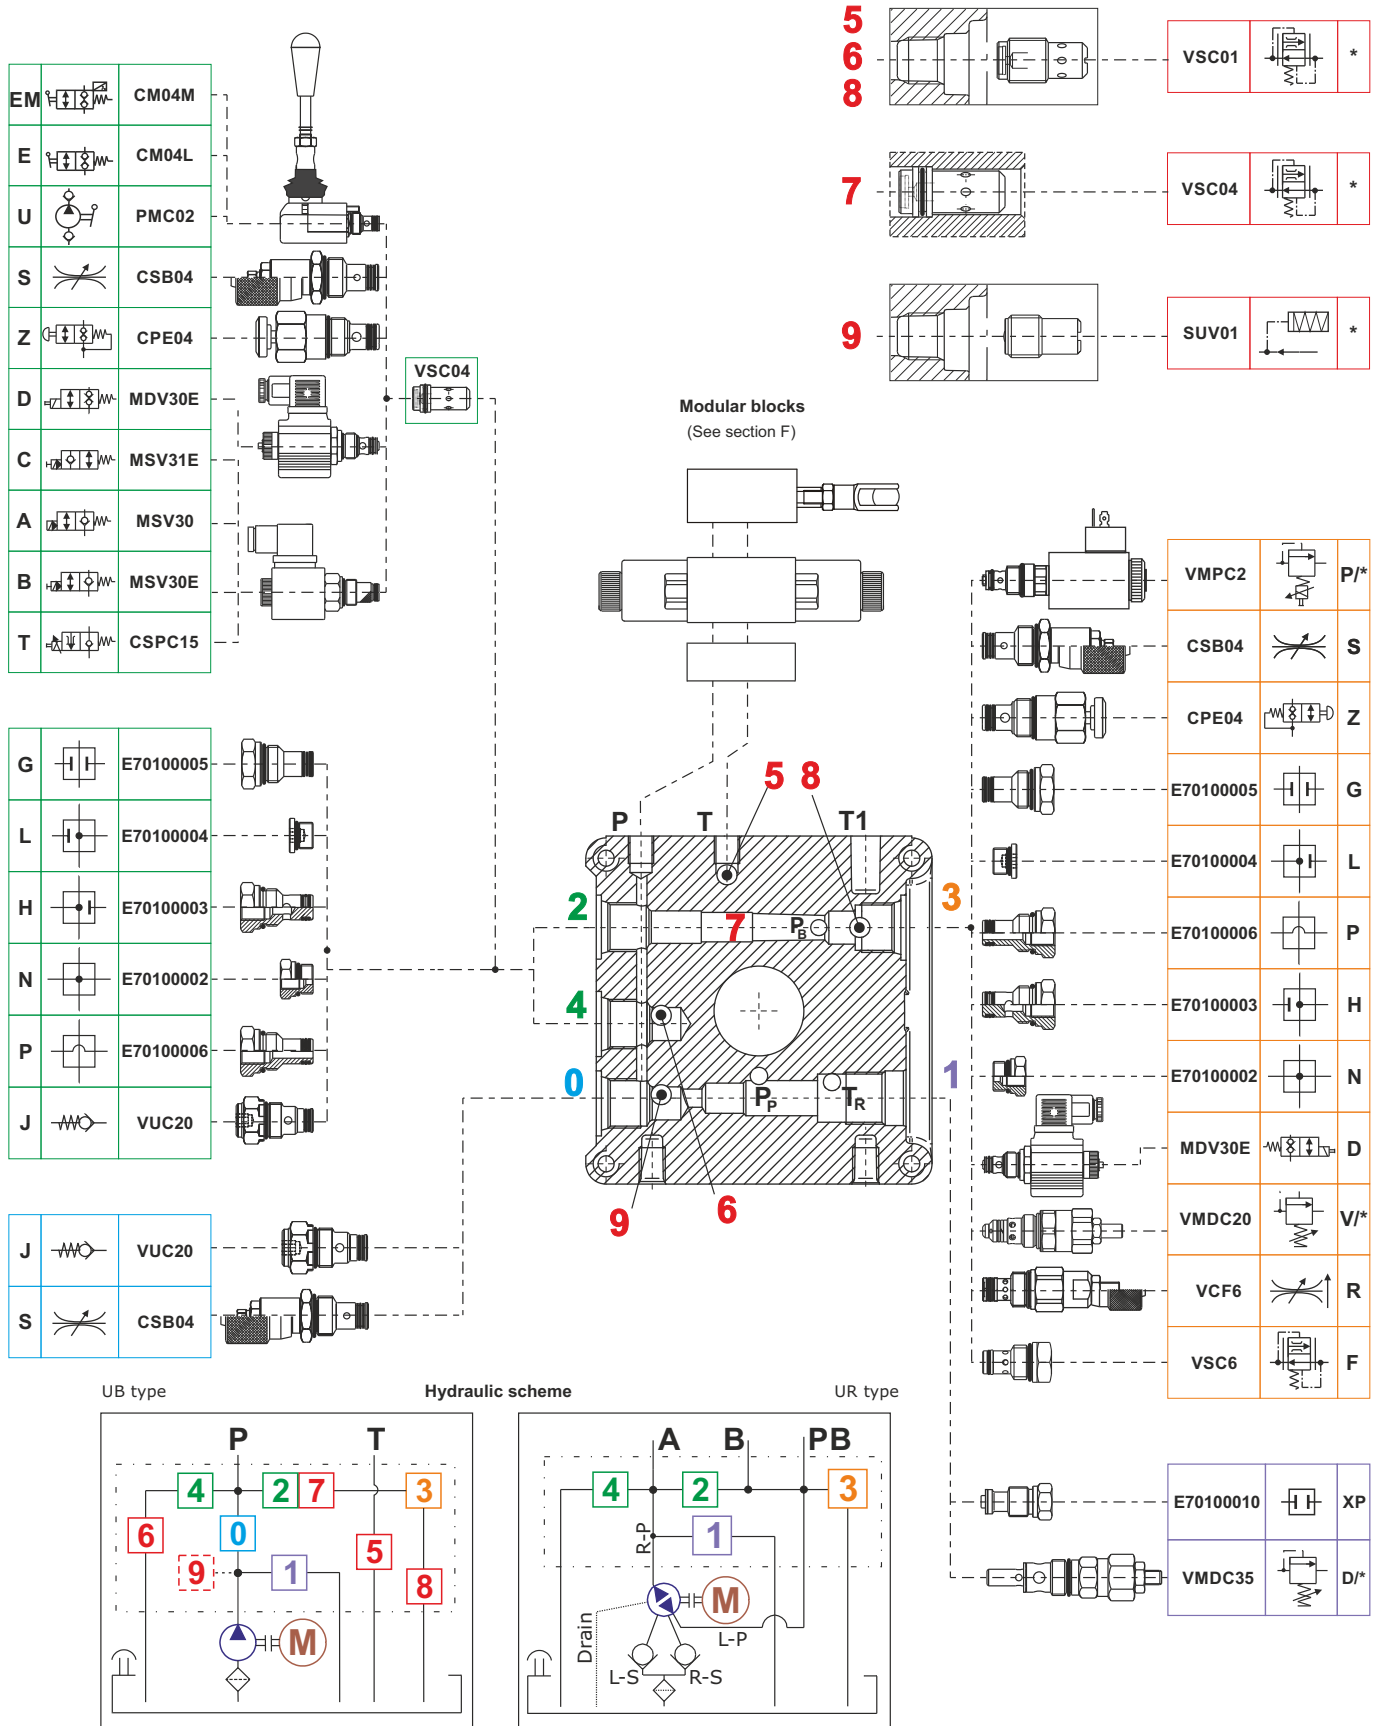 5
6
8
VSC01 *
7
VSC04 *
9
SUV01 *
EM CM04M
E CM04L
U PMC02
S CSB04
Z CPE04
D MDV30E
C MSV31E
A MSV30
B MSV30E
T CSPC15
VSC04
Modular blocks
(See section F)
G E70100005
L E70100004
H E70100003
N E70100002
P E70100006
J VUC20
J VUC20
S CSB04
5 8
P T T1
2 3
7 PB
4
0 1
PP TR
9 6
VMPC2 P/*
CSB04 S
CPE04 Z
E70100005 G
E70100004 L
E70100006 P
E70100003 H
E70100002 N
MDV30E D
VMDC20 V/*
VCF6 R
VSC6 F
E70100010 XP
VMDC35 D/*
UB type
Hydraulic scheme
UR type
P T
4 2 7 3
6 0 5
9 1 8
M
A B PB
4 2 3
R-P 1
M
Drain
L-P
L-S R-S